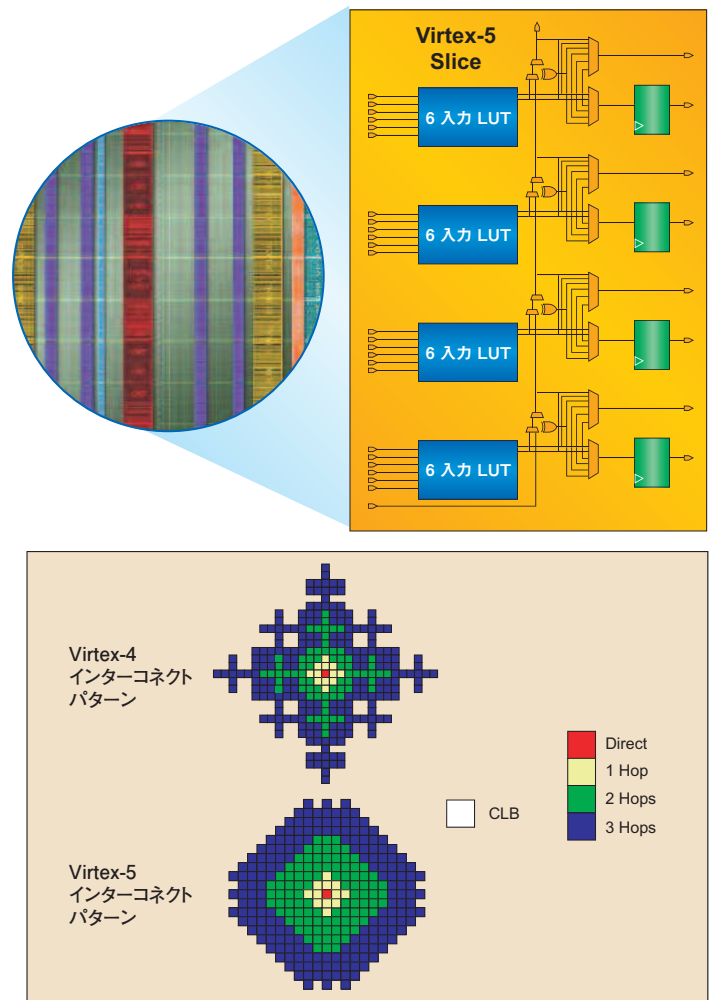 Virtex-5
Slice
6 入力 LUT
6 入力 LUT
6 入力 LUT
6 入力 LUT
Virtex-4
インターコネクト
パターン
Direct
1 Hop
2 Hops
3 Hops
CLB
Virtex-5
インターコネクト
パターン